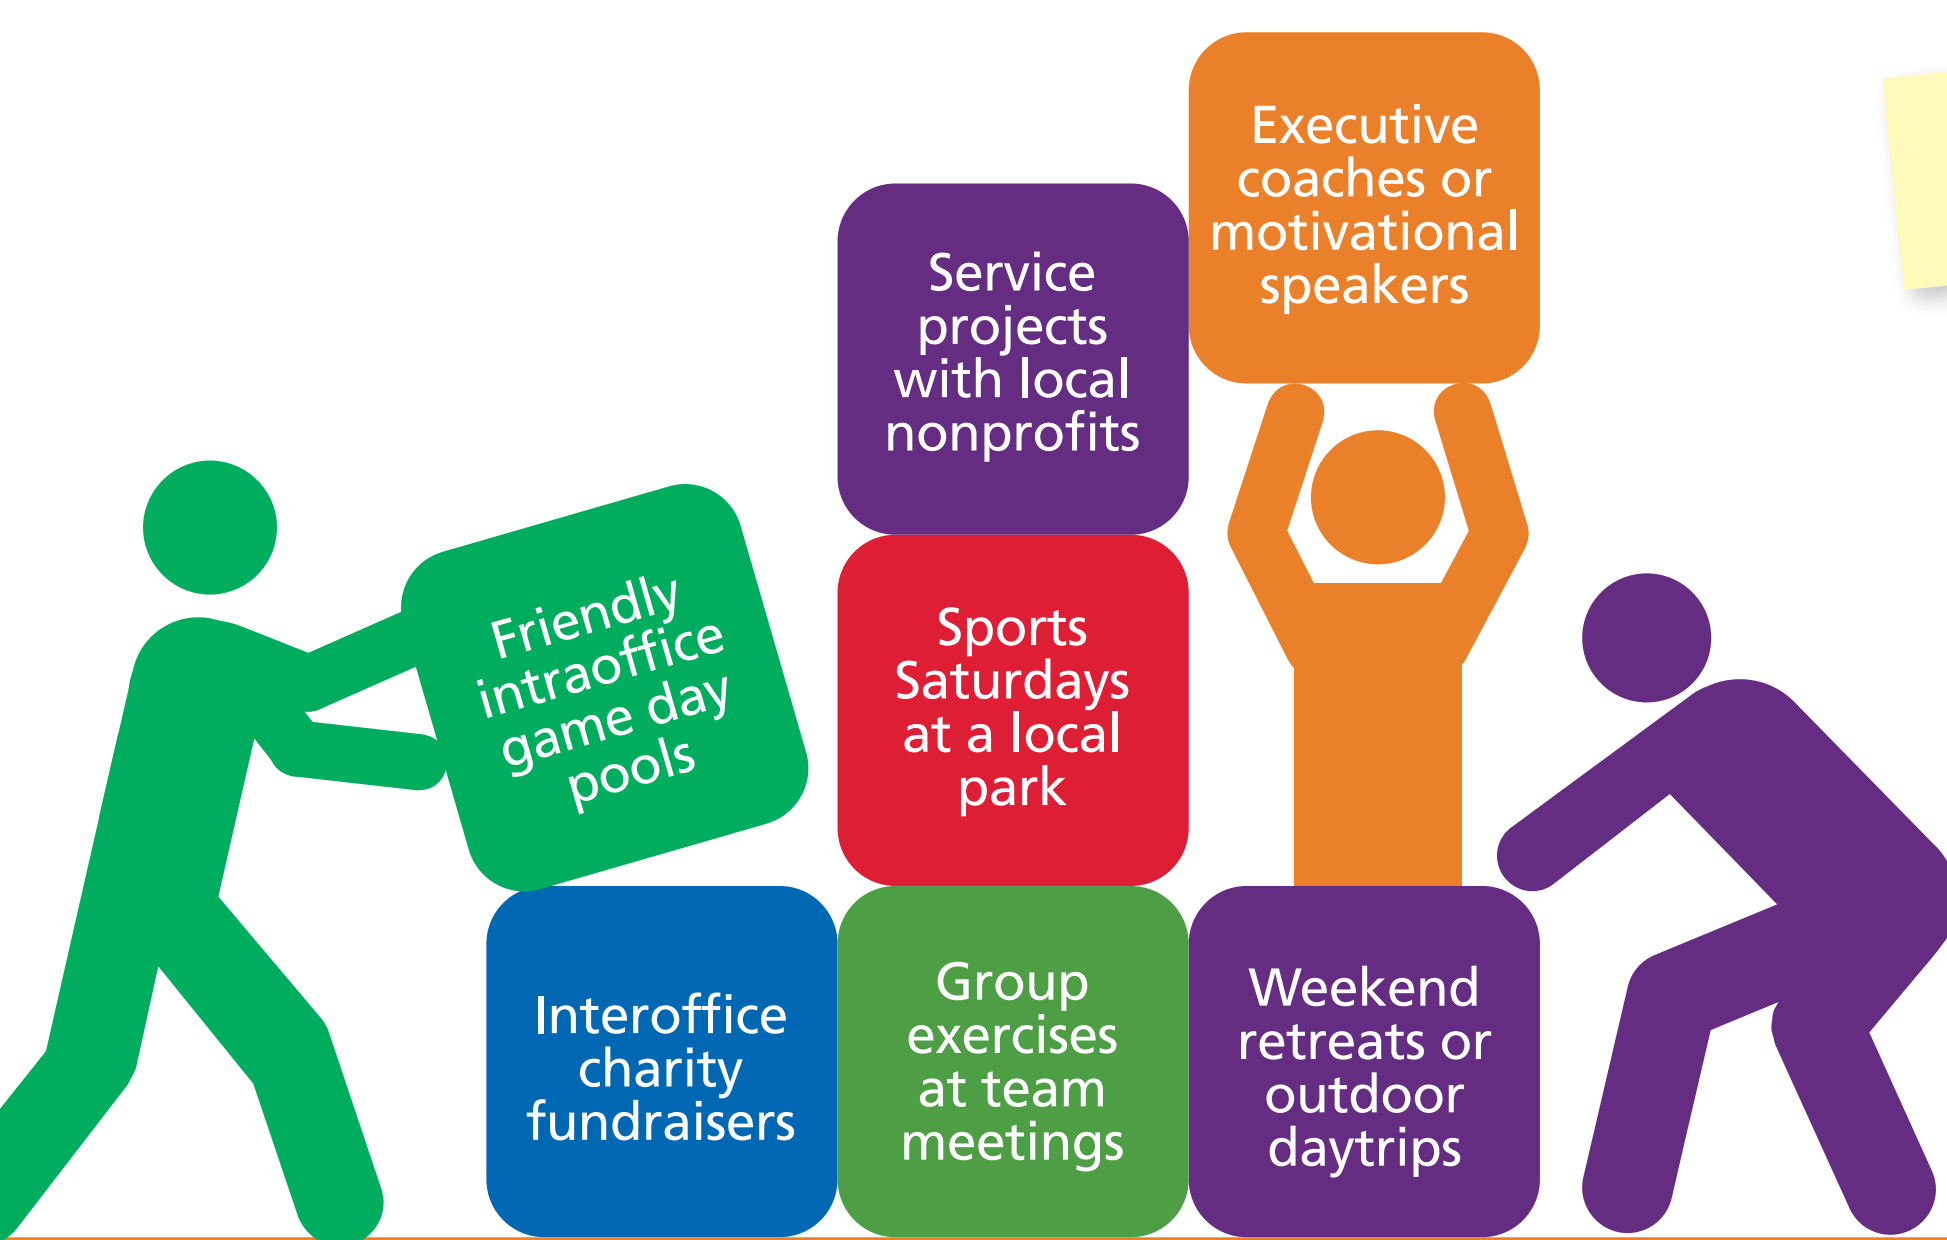 Executive
coaches or
motivational
speakers
Service
projects
with local
nonprofits
Friendly
intraoffice
game day
pools
Sports
Saturdays
at a local
park
Interoffice
charity
fundraisers
Group
exercises
at team
meetings
Weekend
retreats or
outdoor
daytrips